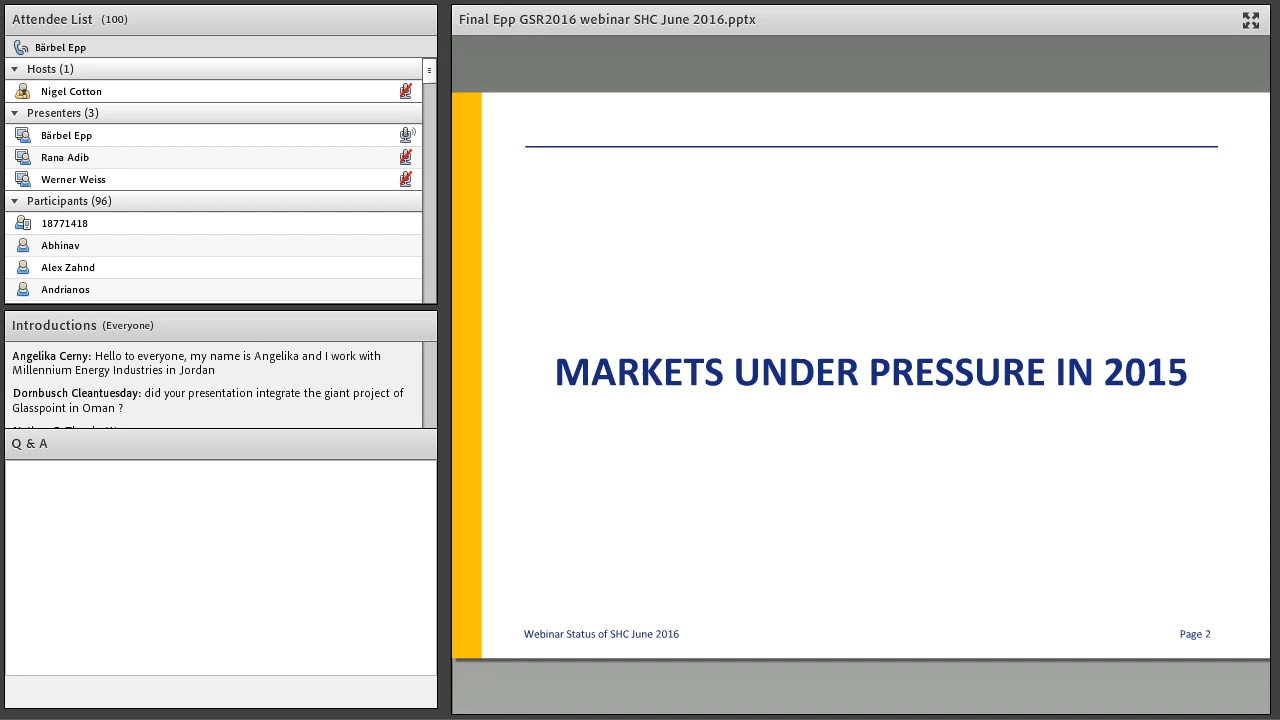 Attendee List (100)
Bärbel Epp
Hosts (1)
Nigel Cotton
Presenters (3)
Bärbel Epp
Rana Adib
Werner Weiss
Participants (96)
18771418
Abhinav
Alex Zahnd
Andrianos
Introductions (Everyone)
Angelika Cerny: Hello to everyone, my name is Angelika and I work with
Millennium Energy Industries in Jordan
Dornbusch Cleantuesday: did your presentation integrate the giant project of
Glasspoint in Oman ?
Q & A
Final Epp GSR2016 webinar SHC June 2016.pptx
MARKETS UNDER PRESSURE IN 2015
Webinar Status of SHC June 2016
Page 2